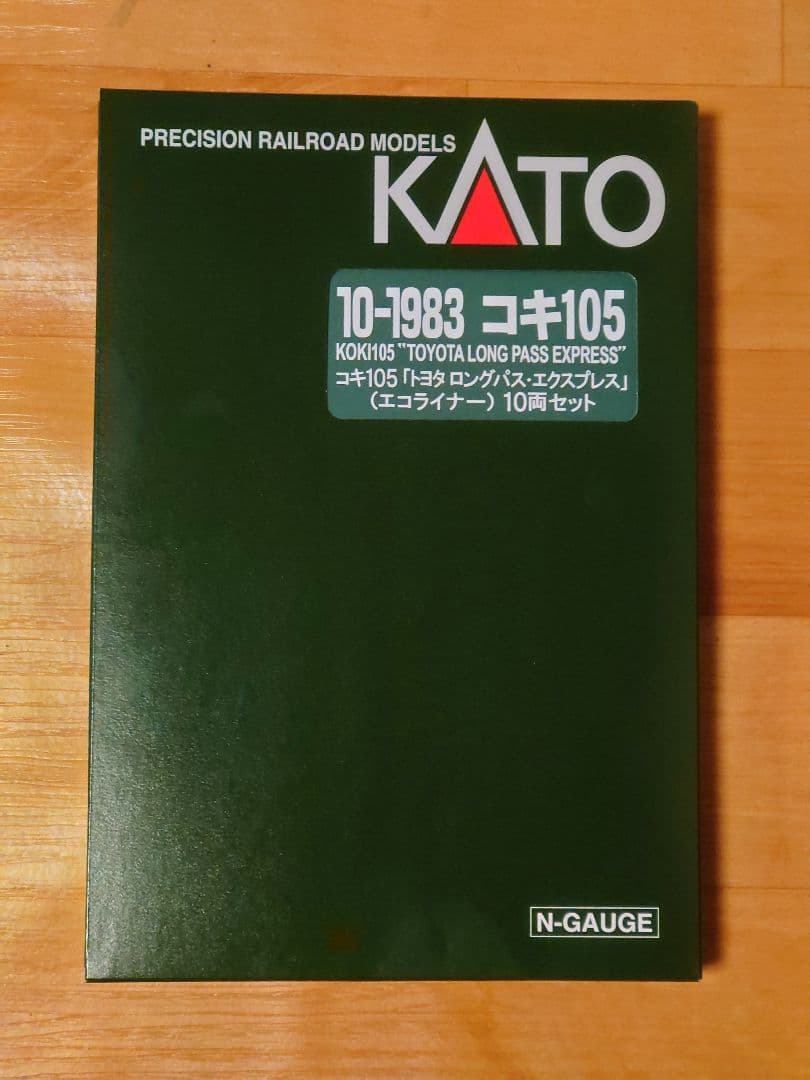 PRECISION RAILROAD MODELS
KATO
10-1983 コキ105
KOKI105 "TOYOTA LONG PASS EXPRESS"
コキ105「トヨタ ロングパス・エクスプレス」
(エコライナー) 10両セット
N-GAUGE